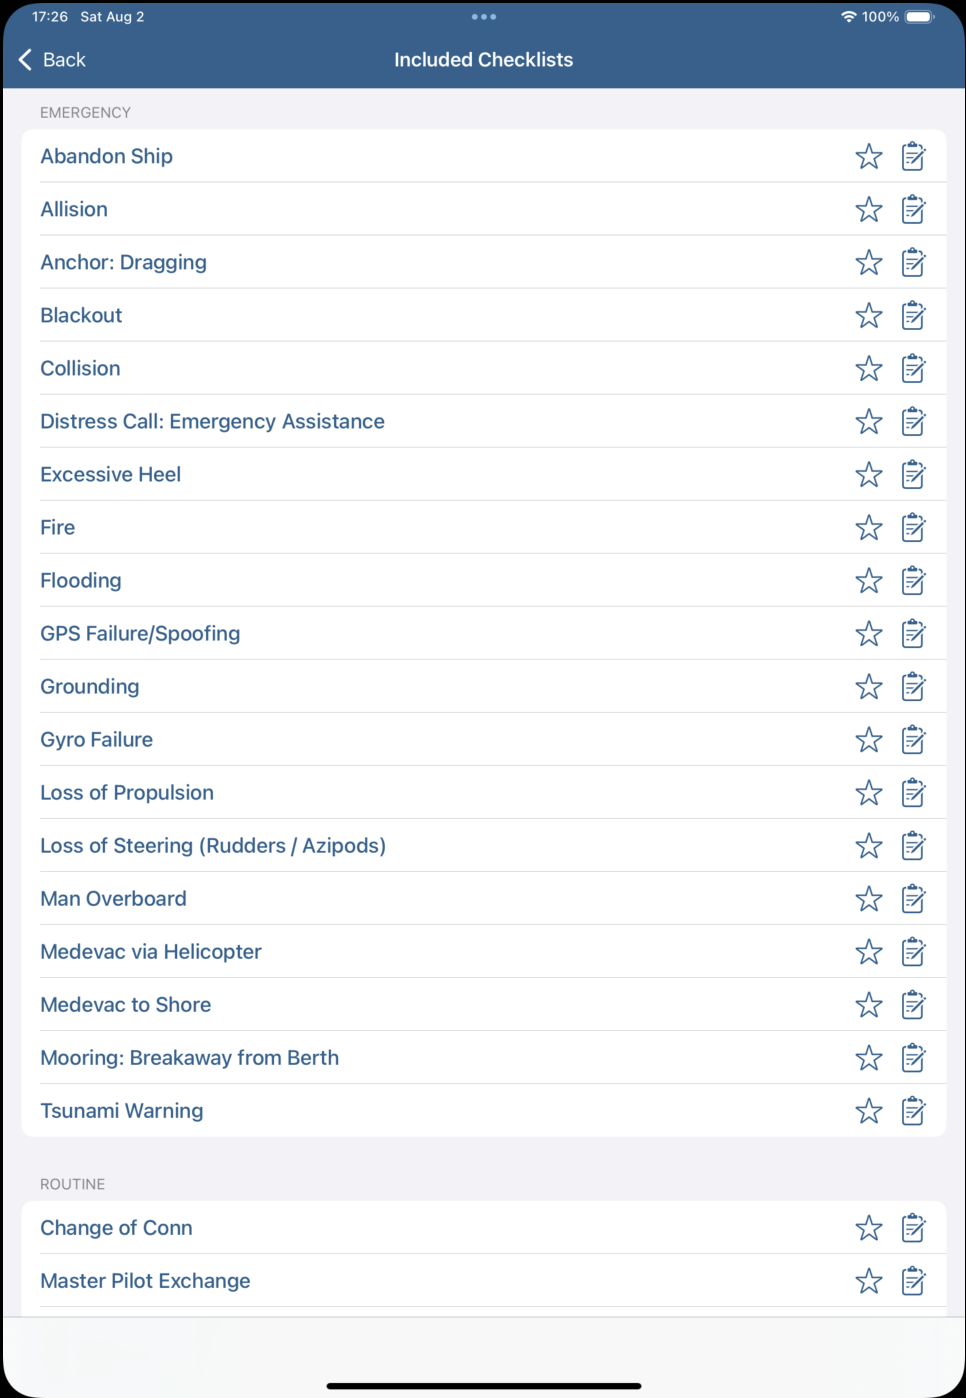 17:26 Sat Aug 2
100%
Back
Included Checklists
EMERGENCY
Abandon Ship
Allision
Anchor: Dragging
Blackout
Collision
Distress Call: Emergency Assistance
Excessive Heel
Fire
Flooding
GPS Failure/Spoofing
Grounding
Gyro Failure
Loss of Propulsion
Loss of Steering (Rudders / Azipods)
Man Overboard
Medevac via Helicopter
Medevac to Shore
Mooring: Breakaway from Berth
Tsunami Warning
ROUTINE
Change of Conn
Master Pilot Exchange